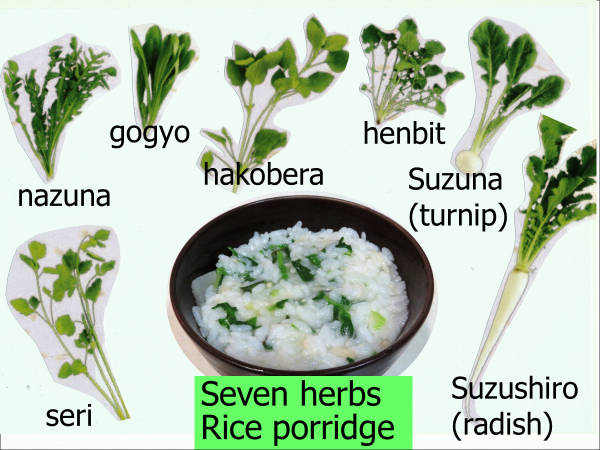 gogyo
henbit
nazuna
hakobera
Suzuna
(turnip)
seri
Seven herbs
Rice porridge
Suzushiro
(radish)